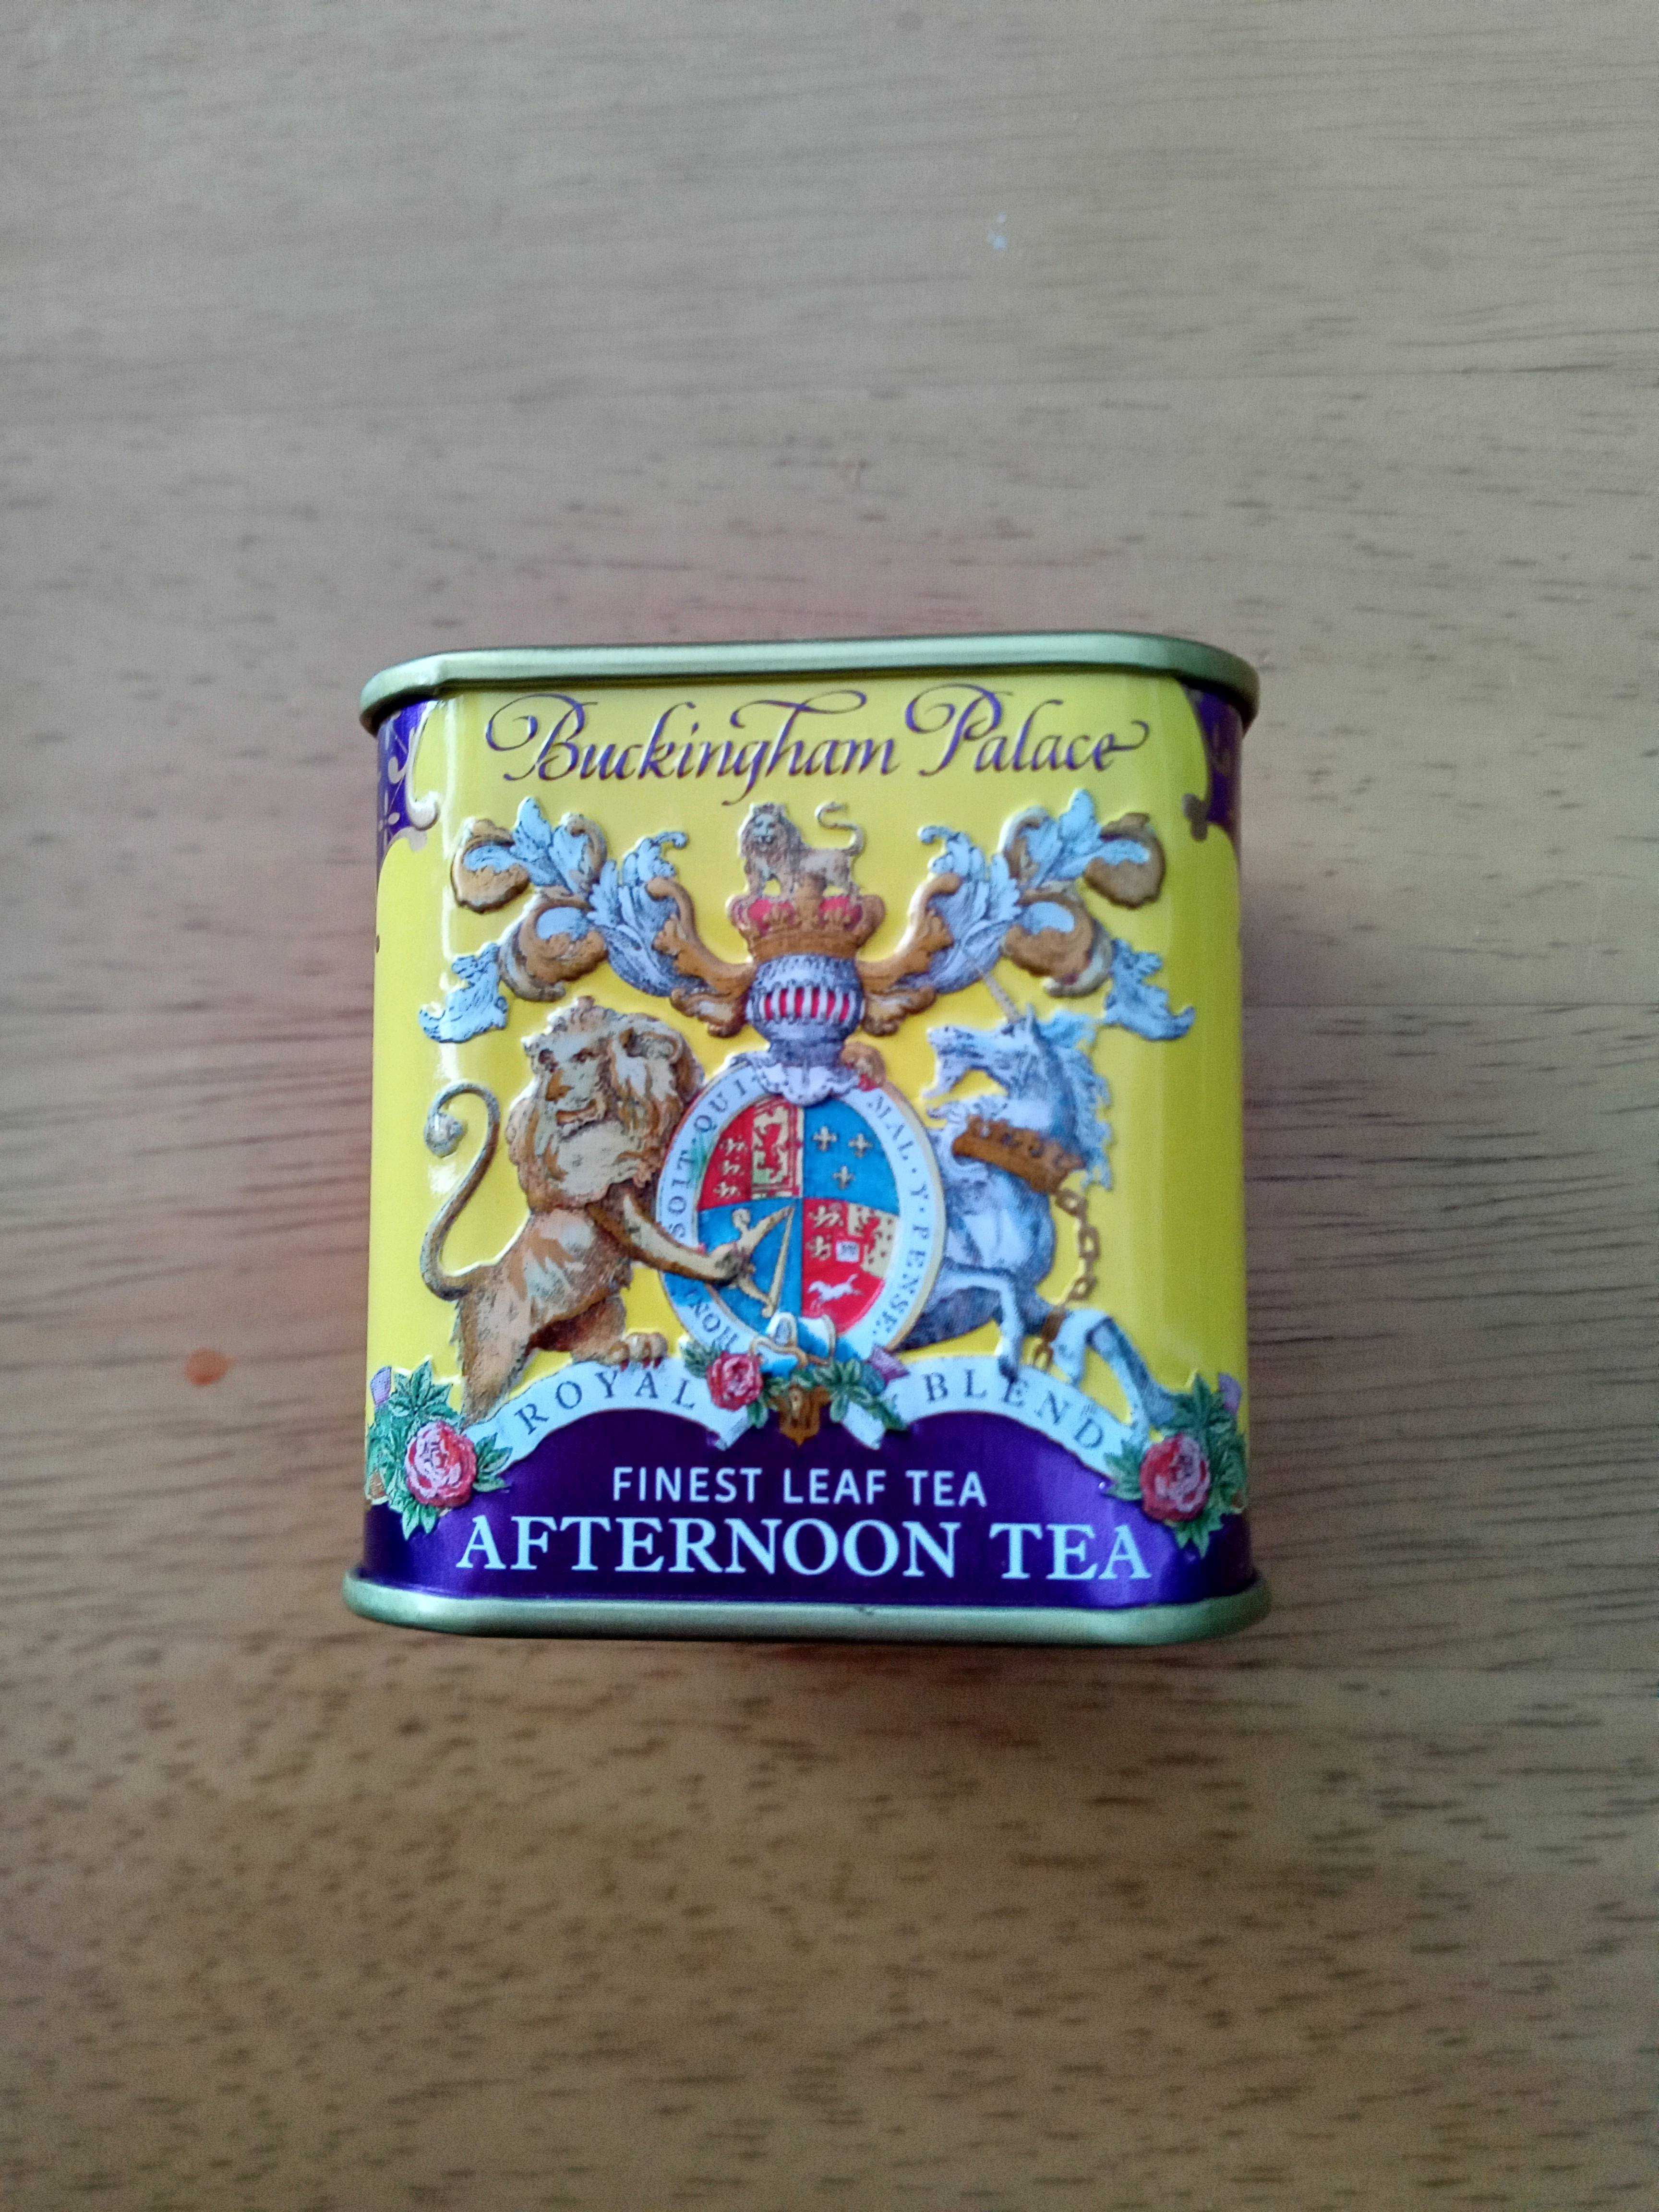 Buckingham Palace
HONI SOIT · QUI MAL · Y · PENSE
ROYAL BLEND
FINEST LEAF TEA
AFTERNOON TEA